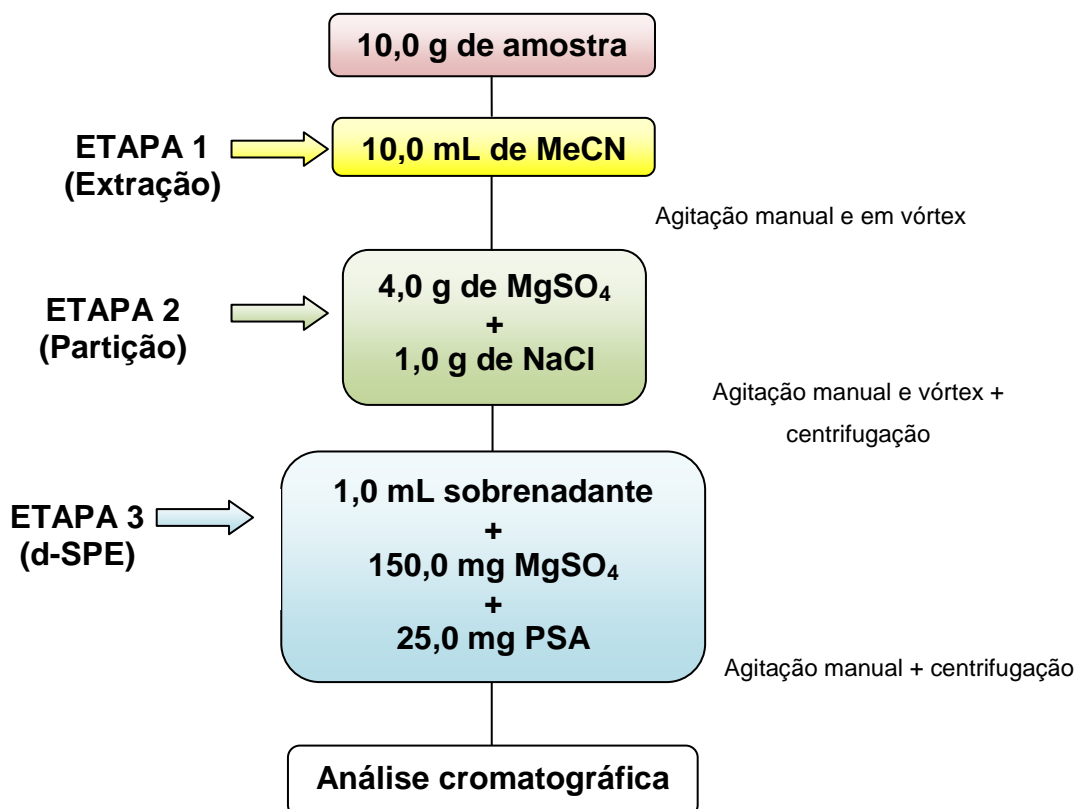 10,0 g de amostra
ETAPA 1
(Extração)
10,0 mL de MeCN
Agitação manual e em vórtex
ETAPA 2
(Partição)
4,0 g de MgSO₄
+
1,0 g de NaCl
Agitação manual e vórtex +
centrifugação
ETAPA 3
(d-SPE)
1,0 mL sobrenadante
+
150,0 mg MgSO₄
+
25,0 mg PSA
Agitação manual + centrifugação
Análise cromatográfica